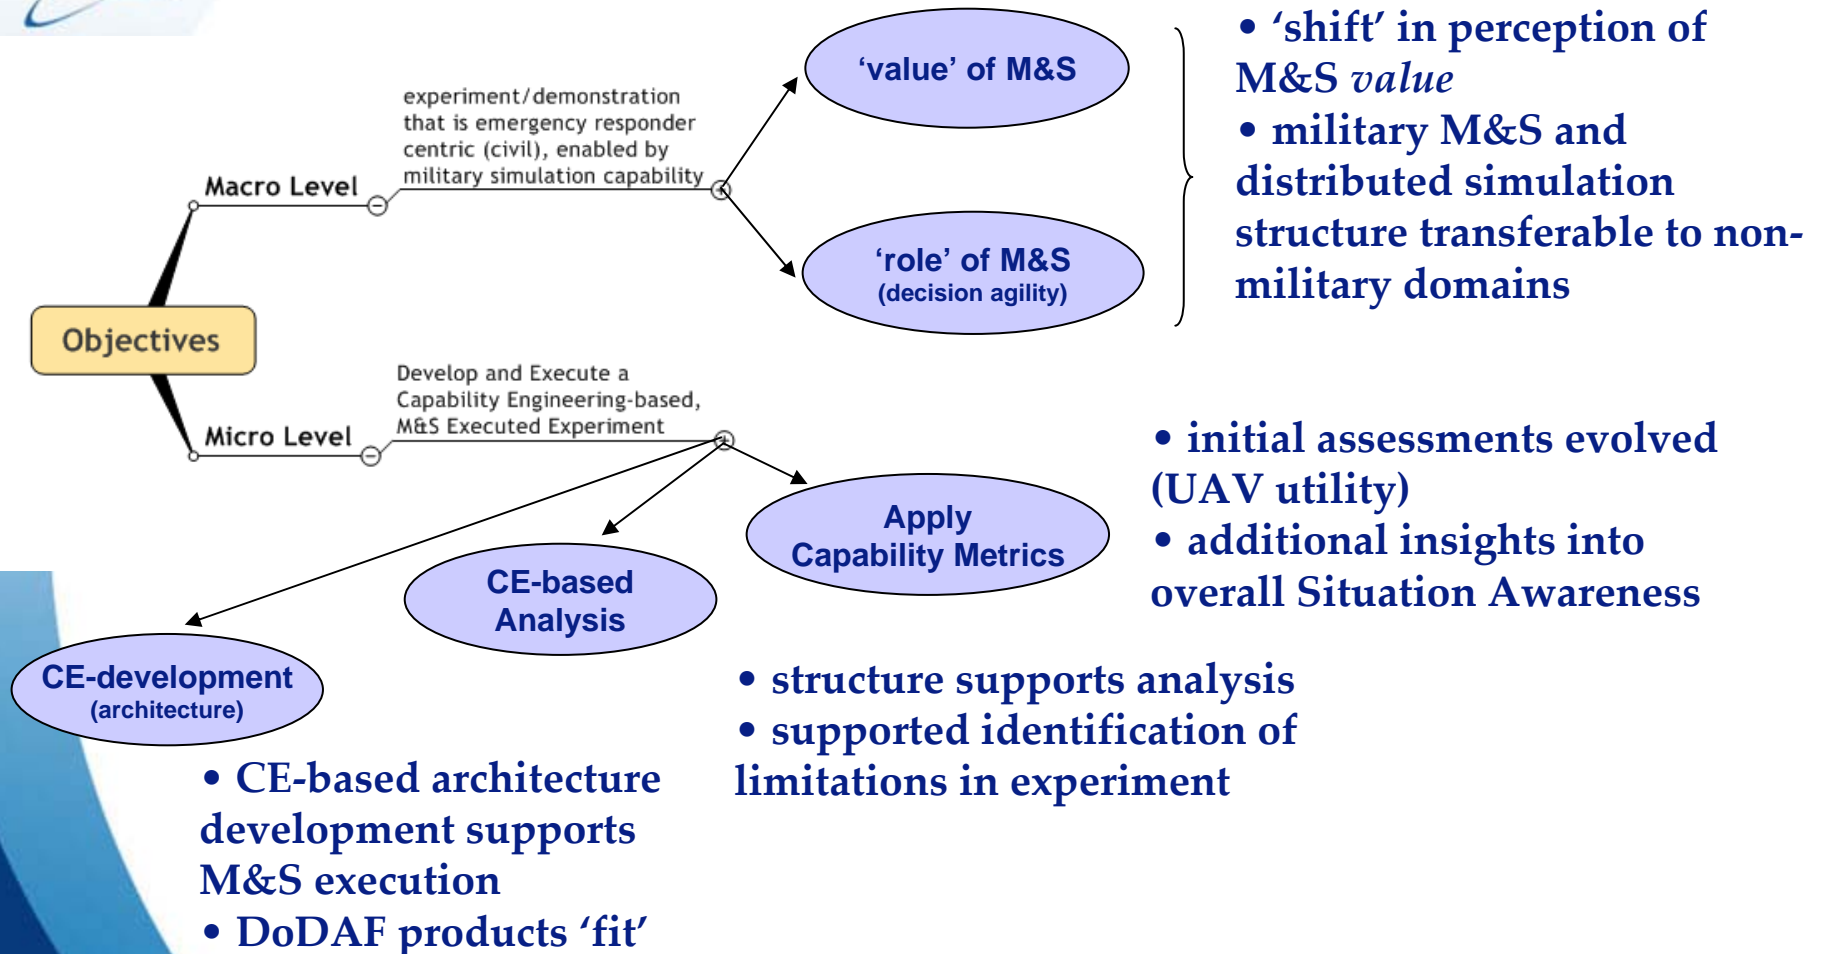 ‘value’ of M&S
• ‘shift’ in perception of
M&S value
• military M&S and
distributed simulation
structure transferable to non-
military domains
experiment/demonstration
that is emergency responder
centric (civil), enabled by
military simulation capability
Macro Level
‘role’ of M&S
(decision agility)
Objectives
Develop and Execute a
Capability Engineering-based,
M&S Executed Experiment
Micro Level
Apply
Capability Metrics
• initial assessments evolved
(UAV utility)
• additional insights into
overall Situation Awareness
CE-based
Analysis
• structure supports analysis
• supported identification of
limitations in experiment
CE-development
(architecture)
• CE-based architecture
development supports
M&S execution
• DoDAF products ‘fit’